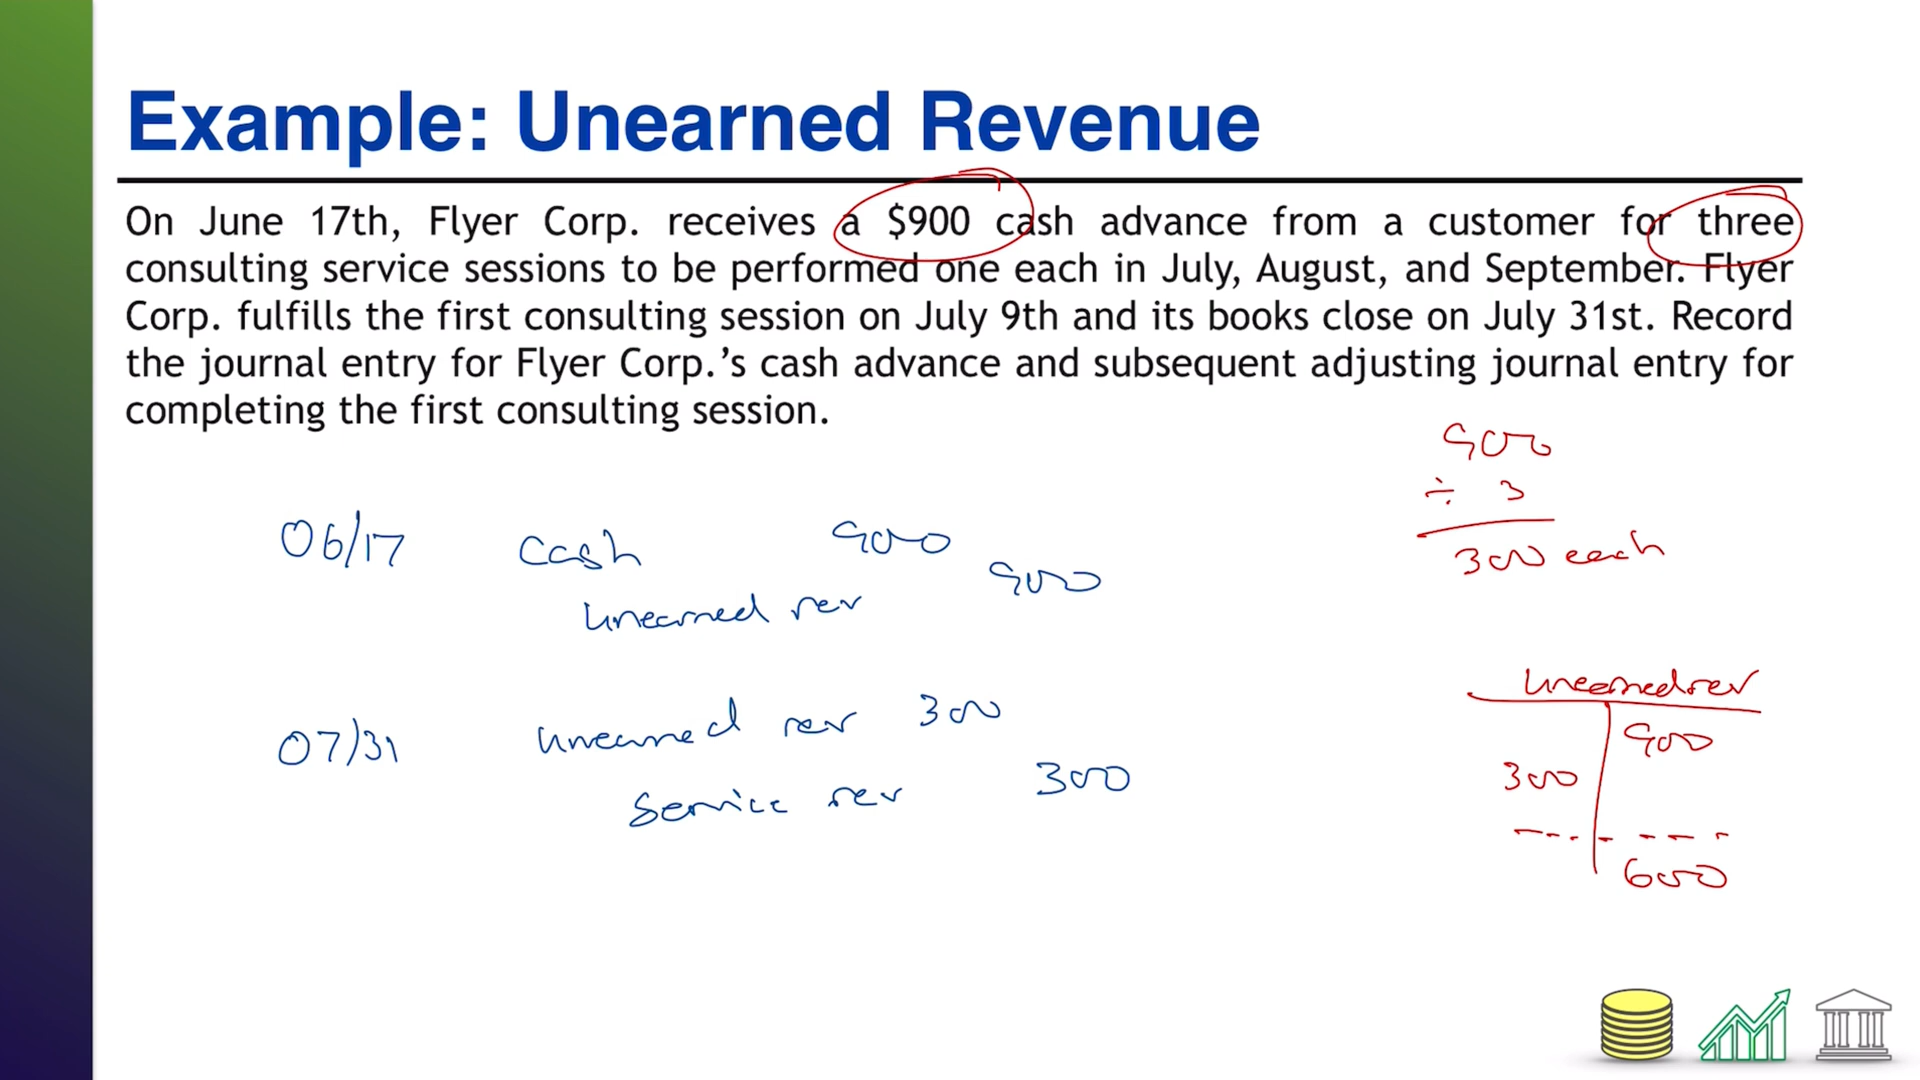 Example: Unearned Revenue
On June 17th, Flyer Corp. receives a $900 cash advance from a customer for three
consulting service sessions to be performed one each in July, August, and September. Flyer
Corp. fulfills the first consulting session on July 9th and its books close on July 31st. Record
the journal entry for Flyer Corp.’s cash advance and subsequent adjusting journal entry for
completing the first consulting session.
06/17 Cash 900
Unearned rev 900
07/31 Unearned rev 300
Service rev 300
900
÷ 3
300 each
Unearned rev
900
300
600